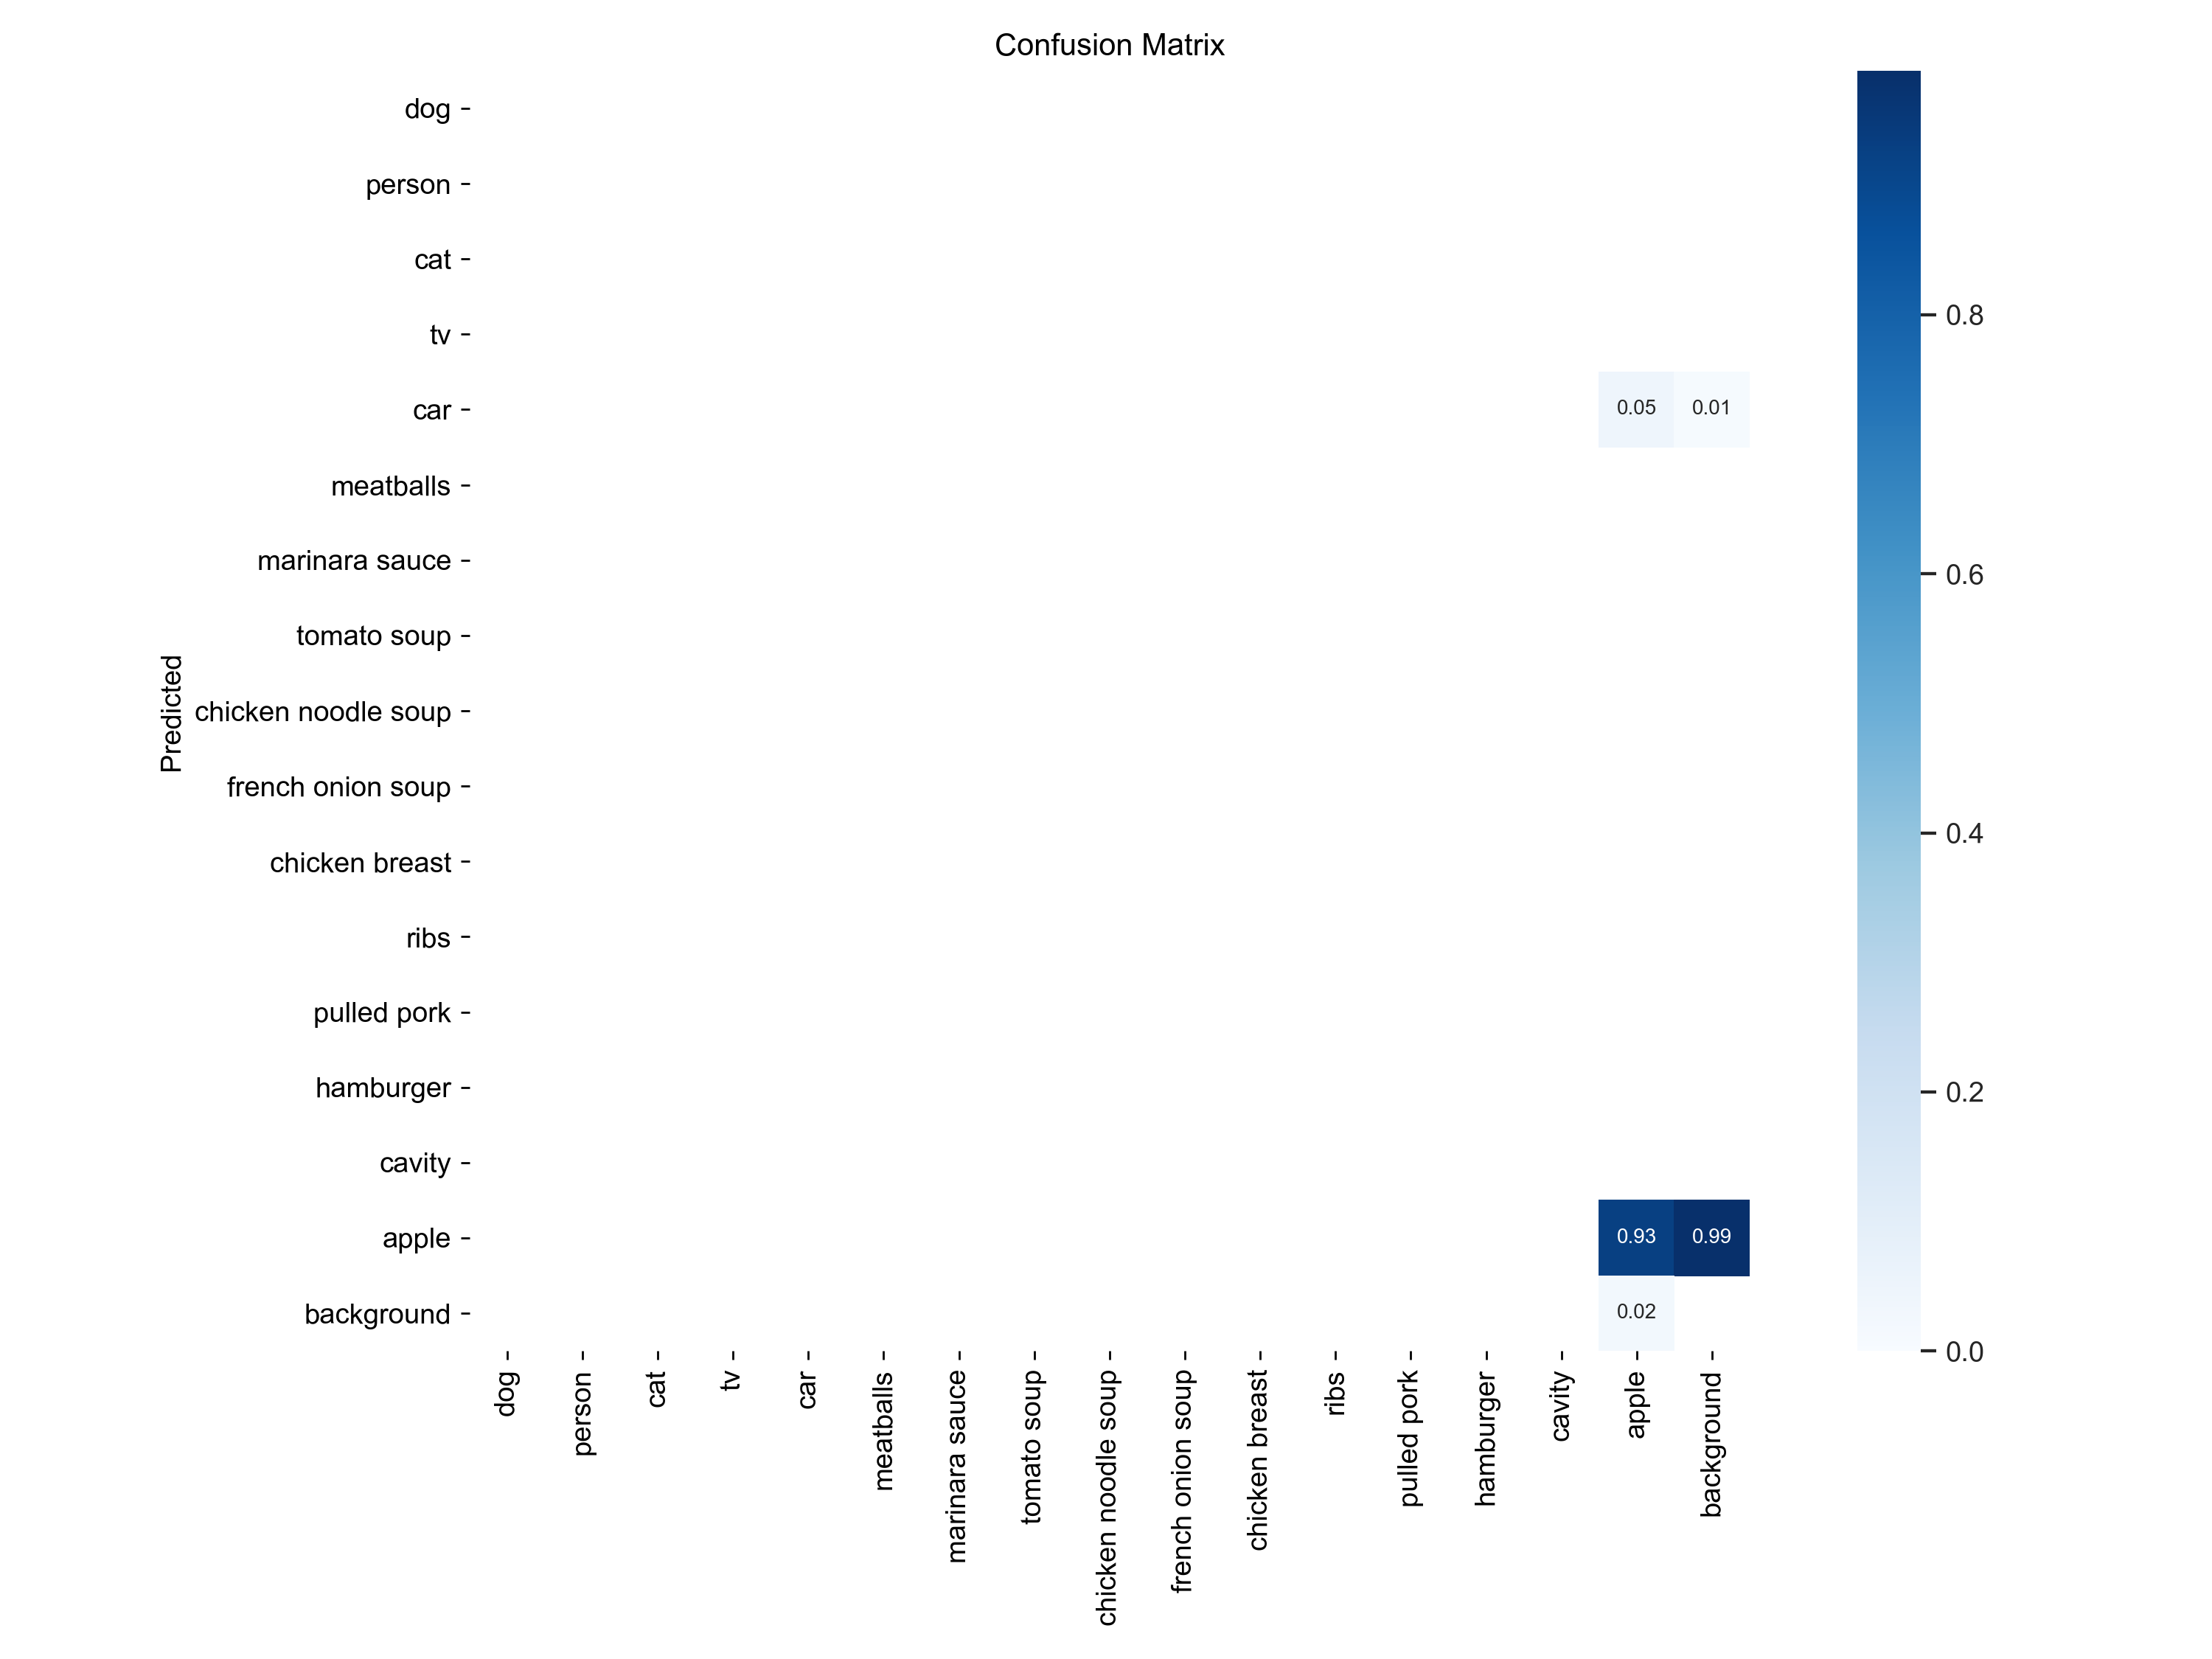 Confusion Matrix
dog
person
cat
tv
car
meatballs
marinara sauce
tomato soup
chicken noodle soup
french onion soup
chicken breast
ribs
pulled pork
hamburger
cavity
apple
background
Predicted
0.05 0.01
0.93 0.99
0.02
dog
person
cat
tv
car
meatballs
marinara sauce
tomato soup
chicken noodle soup
french onion soup
chicken breast
ribs
pulled pork
hamburger
cavity
apple
background
0.8
0.6
0.4
0.2
0.0